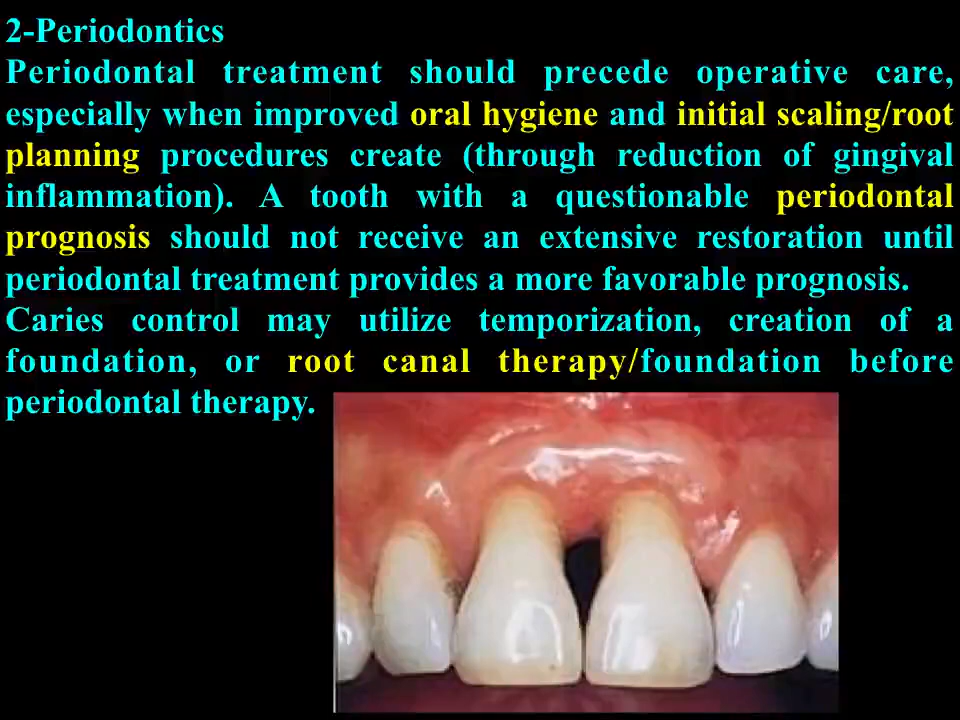 2-Periodontics
Periodontal treatment should precede operative care,
especially when improved oral hygiene and initial scaling/root
planning procedures create (through reduction of gingival
inflammation). A tooth with a questionable periodontal
prognosis should not receive an extensive restoration until
periodontal treatment provides a more favorable prognosis.
Caries control may utilize temporization, creation of a
foundation, or root canal therapy/foundation before
periodontal therapy.